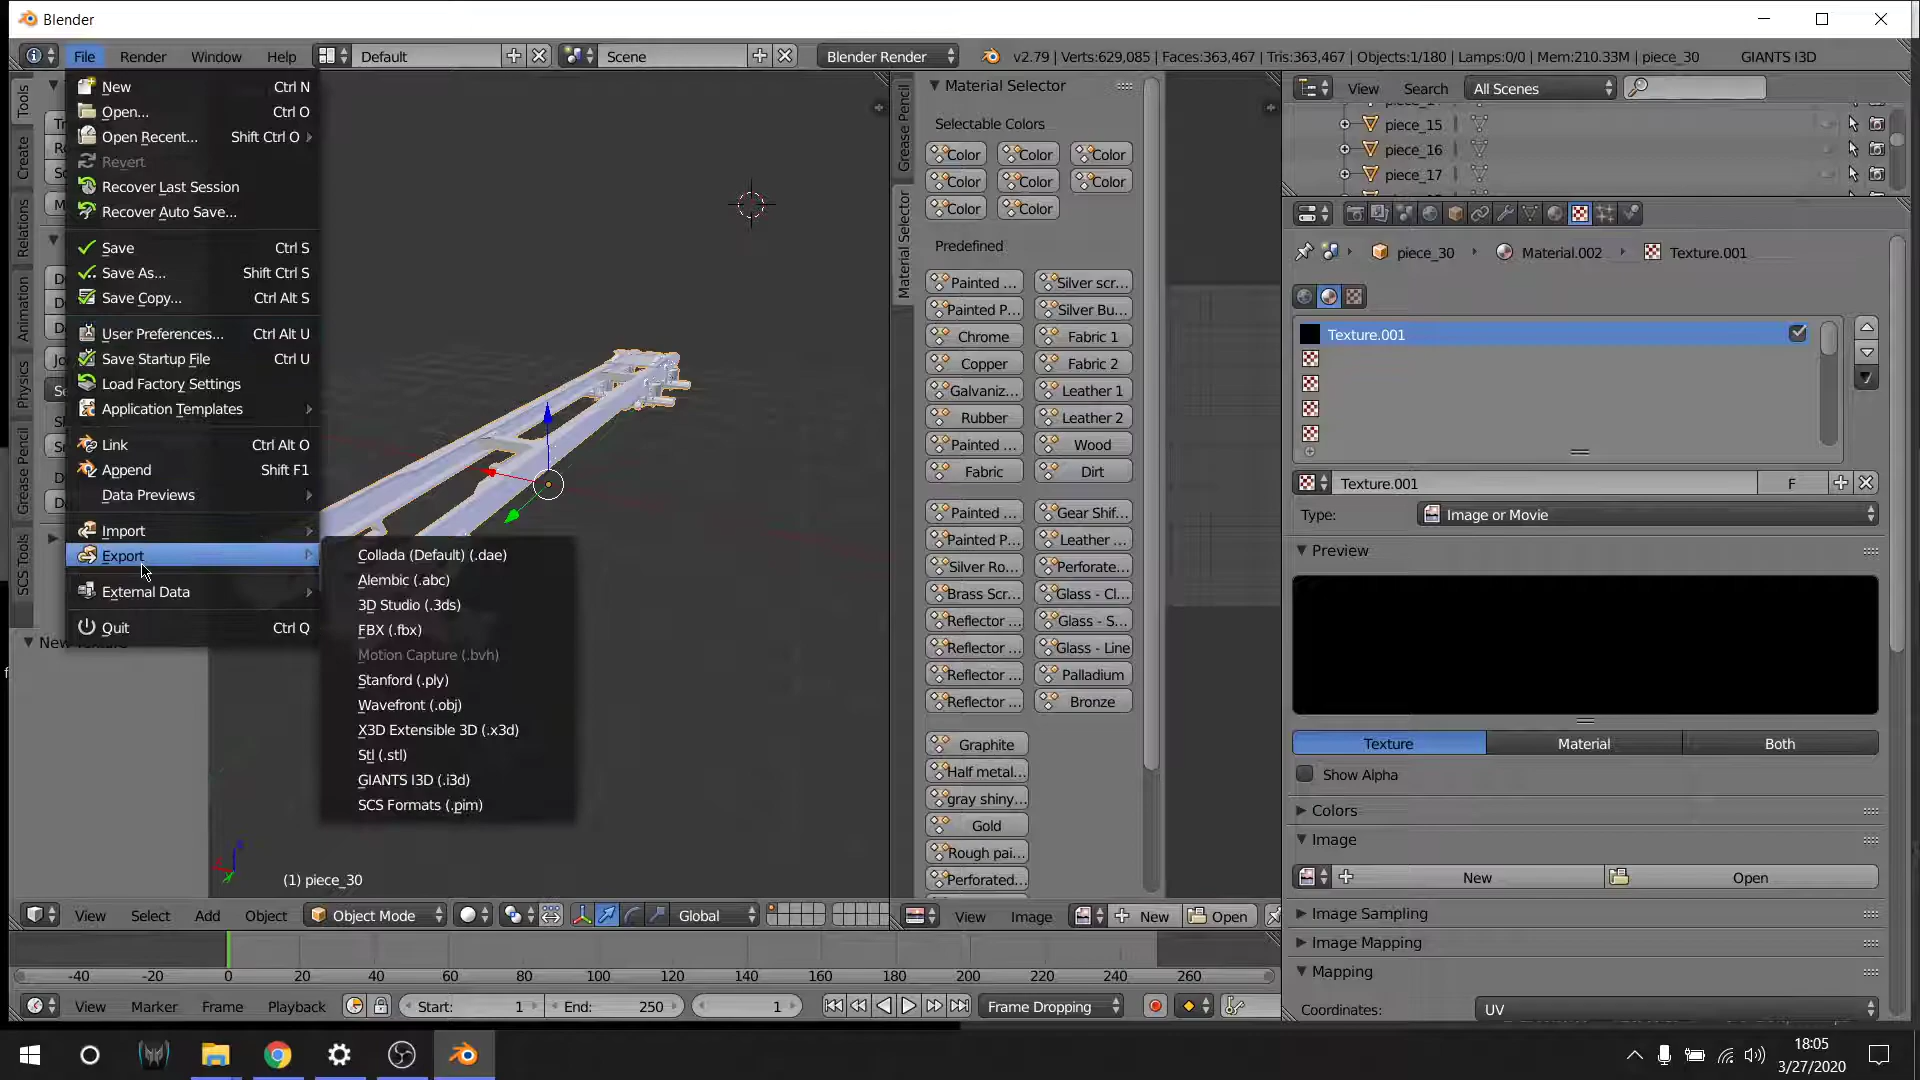 Blender
File Render Window Help Default Scene Blender Render v2.79 | Verts:629,085 | Faces:363,467 | Tris:363,467 | Objects:1/180 | Lamps:0/0 | Mem:210.33M | piece_30 GIANTS I3D
New Ctrl N
Open... Ctrl O
Open Recent... Shift Ctrl O
Revert
Recover Last Session
Recover Auto Save...
Save Ctrl S
Save As... Shift Ctrl S
Save Copy... Ctrl Alt S
User Preferences... Ctrl Alt U
Save Startup File Ctrl U
Load Factory Settings
Application Templates
Link Ctrl Alt O
Append Shift F1
Data Previews
Import
Export
External Data
Quit Ctrl Q
Collada (Default) (.dae)
Alembic (.abc)
3D Studio (.3ds)
FBX (.fbx)
Motion Capture (.bvh)
Stanford (.ply)
Wavefront (.obj)
X3D Extensible 3D (.x3d)
Stl (.stl)
GIANTS I3D (.i3d)
SCS Formats (.pim)
Tools
Create
Relations
Animation
Physics
Grease Pencil
SCS Tools
(1) piece_30
View Select Add Object Object Mode Global
Grease Pencil
Material Selector
Material Selector
Selectable Colors
Color Color Color
Color Color Color
Color Color
Predefined
Painted ... Silver scr...
Painted P... Silver Bu...
Chrome Fabric 1
Copper Fabric 2
Galvaniz... Leather 1
Rubber Leather 2
Painted ... Wood
Fabric Dirt
Painted ... Gear Shif...
Painted P... Leather ...
Silver Ro... Perforate...
Brass Scr... Glass - Cl...
Reflector ... Glass - S...
Reflector ... Glass - Line
Reflector ... Palladium
Reflector ... Bronze
Graphite
Half metal...
gray shiny...
Gold
Rough pai...
Perforated...
View Image New Open
View Search All Scenes
piece_15
piece_16
piece_17
piece_30 Material.002 Texture.001
Texture.001
Texture.001 F
Type: Image or Movie
Preview
Texture Material Both
Show Alpha
Colors
Image
New Open
Image Sampling
Image Mapping
Mapping
Coordinates: UV
-40 -20 0 20 40 60 80 100 120 140 160 180 200 220 240 260
View Marker Frame Playback Start: 1 End: 250 1 Frame Dropping
18:05
3/27/2020